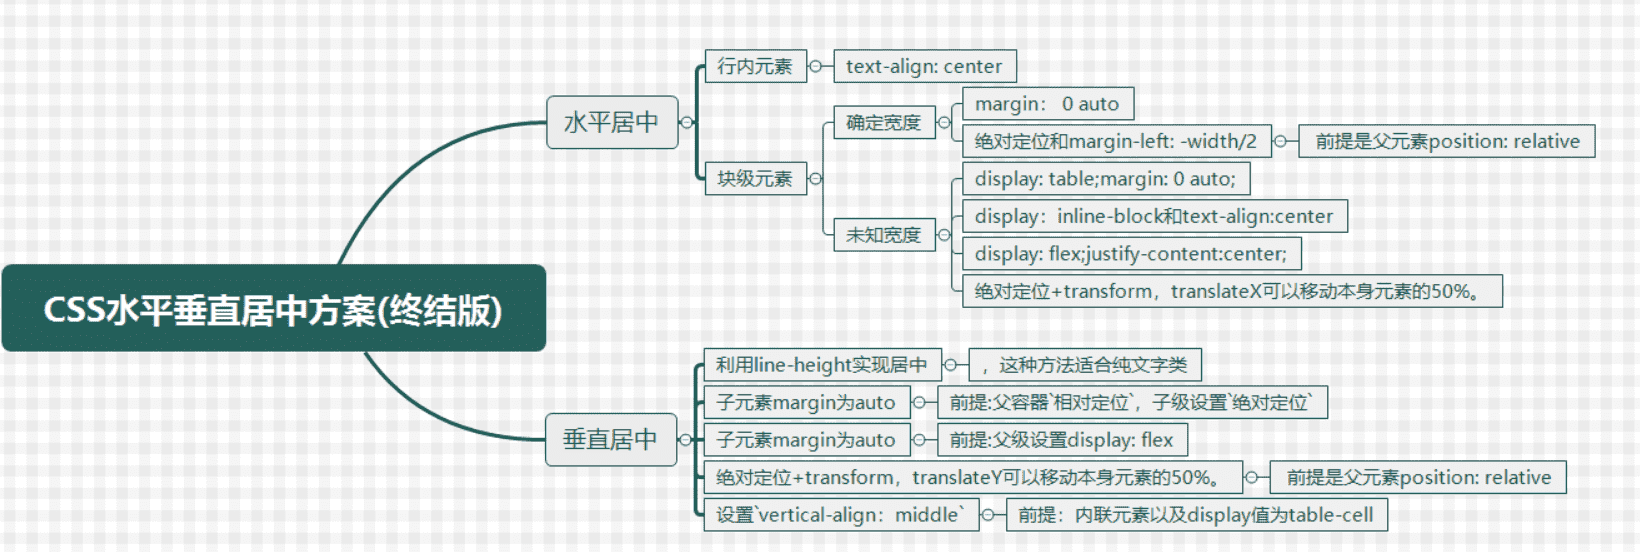 CSS水平垂直居中方案(终结版)
水平居中
行内元素
text-align: center
块级元素
确定宽度
margin： 0 auto
绝对定位和margin-left: -width/2
前提是父元素position: relative
未知宽度
display: table;margin: 0 auto;
display：inline-block和text-align:center
display: flex;justify-content:center;
绝对定位+transform，translateX可以移动本身元素的50%。
垂直居中
利用line-height实现居中
，这种方法适合纯文字类
子元素margin为auto
前提:父容器`相对定位`，子级设置`绝对定位`
子元素margin为auto
前提:父级设置display: flex
绝对定位+transform，translateY可以移动本身元素的50%。
前提是父元素position: relative
设置`vertical-align：middle`
前提：内联元素以及display值为table-cell